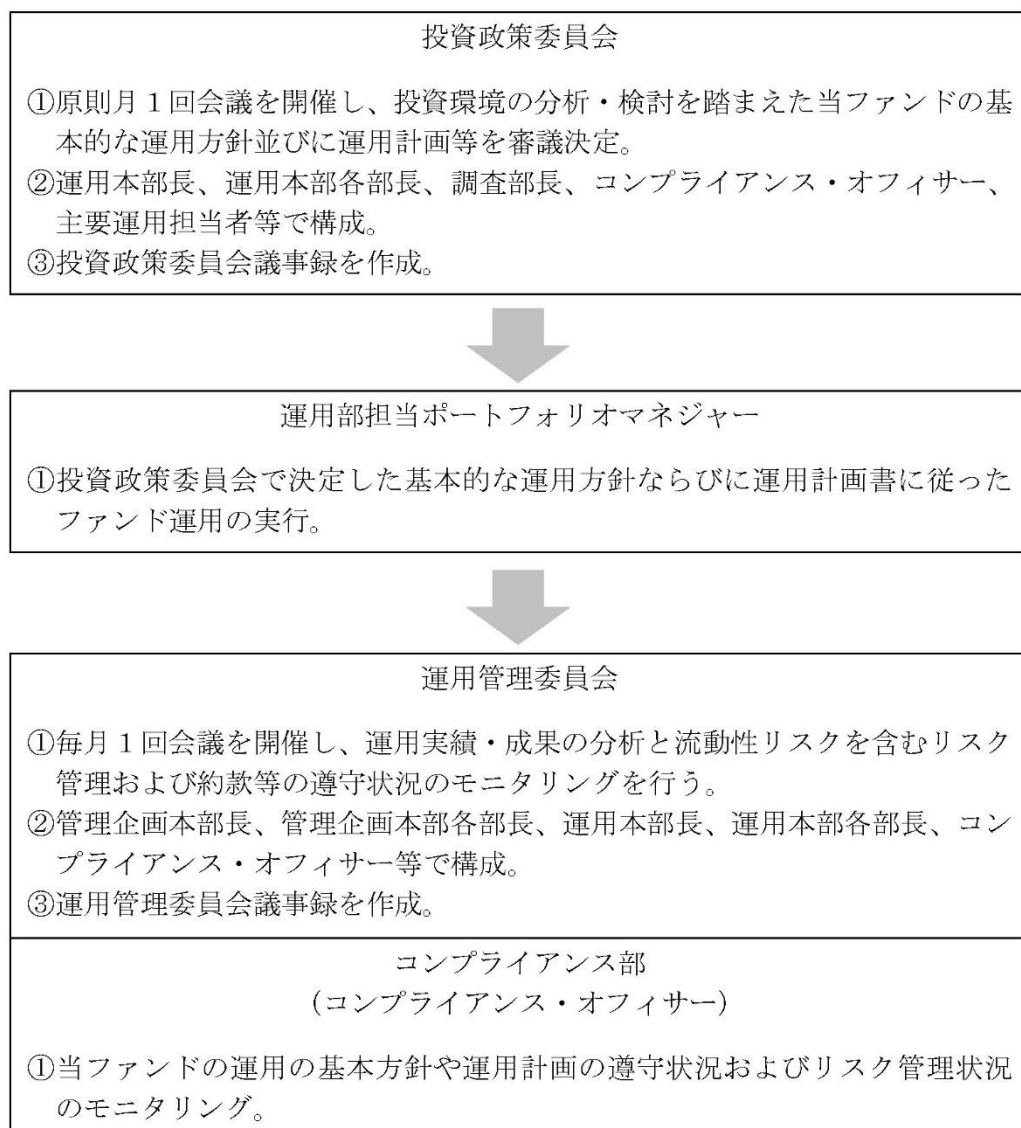 投資政策委員会
①原則月１回会議を開催し、投資環境の分析・検討を踏まえた当ファンドの基
本的な運用方針並びに運用計画等を審議決定。
②運用本部長、運用本部各部長、調査部長、コンプライアンス・オフィサー、
主要運用担当者等で構成。
③投資政策委員会議事録を作成。
運用部担当ポートフォリオマネジャー
①投資政策委員会で決定した基本的な運用方針ならびに運用計画書に従った
ファンド運用の実行。
運用管理委員会
①毎月１回会議を開催し、運用実績・成果の分析と流動性リスクを含むリスク
管理および約款等の遵守状況のモニタリングを行う。
②管理企画本部長、管理企画本部各部長、運用本部長、運用本部各部長、コン
プライアンス・オフィサー等で構成。
③運用管理委員会議事録を作成。
コンプライアンス部
（コンプライアンス・オフィサー）
①当ファンドの運用の基本方針や運用計画の遵守状況およびリスク管理状況
のモニタリング。